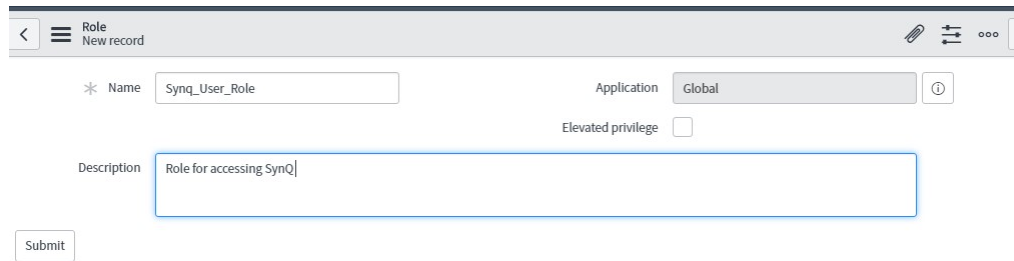 Role
New record
Name Synq_User_Role Application Global
Elevated privilege
Description Role for accessing SynQ
Submit